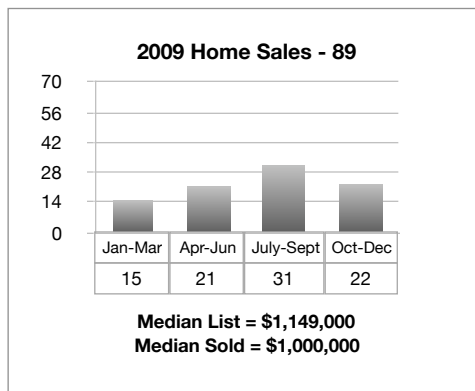 2009 Home Sales - 89
70
56
42
28
14
0
Jan-Mar Apr-Jun July-Sept Oct-Dec
15 21 31 22
Median List = $1,149,000
Median Sold = $1,000,000